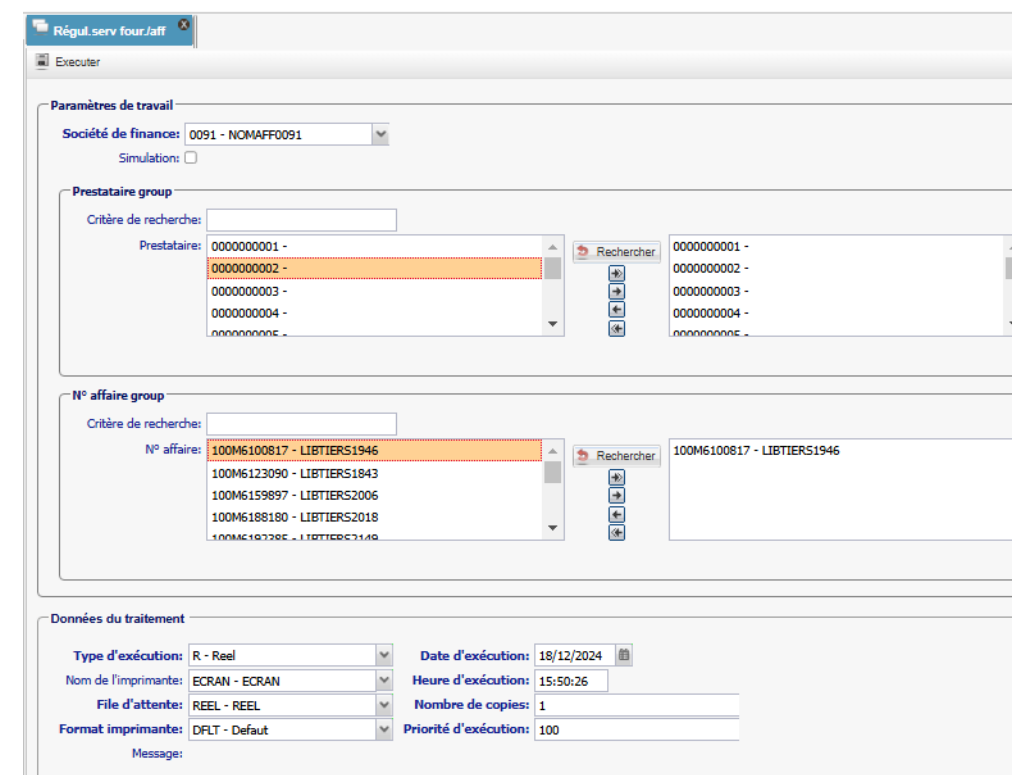 Régul.serv four./aff
Executer
Paramètres de travail
Société de finance: 0091 - NOMAFF0091
Simulation:
Prestataire group
Critère de recherche:
Prestataire: 0000000001 - Rechercher 0000000001 -
0000000002 - 0000000002 -
0000000003 - 0000000003 -
0000000004 - 0000000004 -
0000000005 - 0000000005 -
N° affaire group
Critère de recherche:
N° affaire: 100M6100817 - LIBTIERS1946 Rechercher 100M6100817 - LIBTIERS1946
100M6123090 - LIBTIERS1843
100M6159897 - LIBTIERS2006
100M6188180 - LIBTIERS2018
100M6192385 - LIBTIERS2149
Données du traitement
Type d'exécution: R - Reel Date d'exécution: 18/12/2024
Nom de l'imprimante: ECRAN - ECRAN Heure d'exécution: 15:50:26
File d'attente: REEL - REEL Nombre de copies: 1
Format imprimante: DFLT - Defaut Priorité d'exécution: 100
Message: